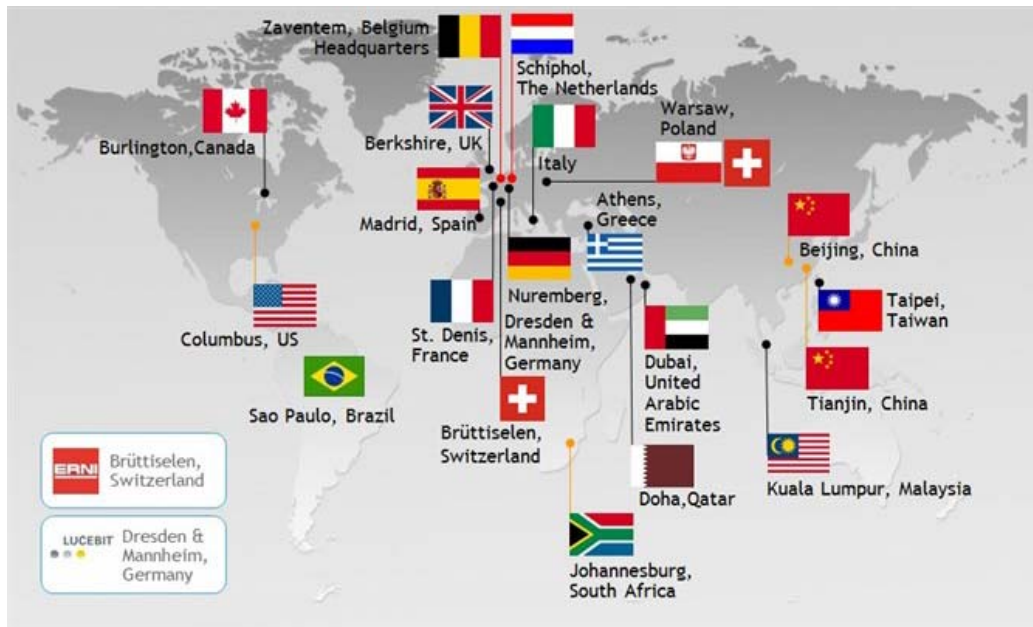 Zaventem, Belgium
Headquarters
Schiphol,
The Netherlands
Warsaw,
Poland
Burlington,Canada
Berkshire, UK
Italy
Madrid, Spain
Athens,
Greece
Beijing, China
Columbus, US
St. Denis,
France
Nuremberg,
Dresden &
Mannheim,
Germany
Dubai,
United
Arabic
Emirates
Taipei,
Taiwan
Tianjin, China
Sao Paulo, Brazil
Brüttiselen,
Switzerland
Doha,Qatar
Kuala Lumpur, Malaysia
Johannesburg,
South Africa
ERNI
Brüttiselen,
Switzerland
LUCEBIT
Dresden &
Mannheim,
Germany